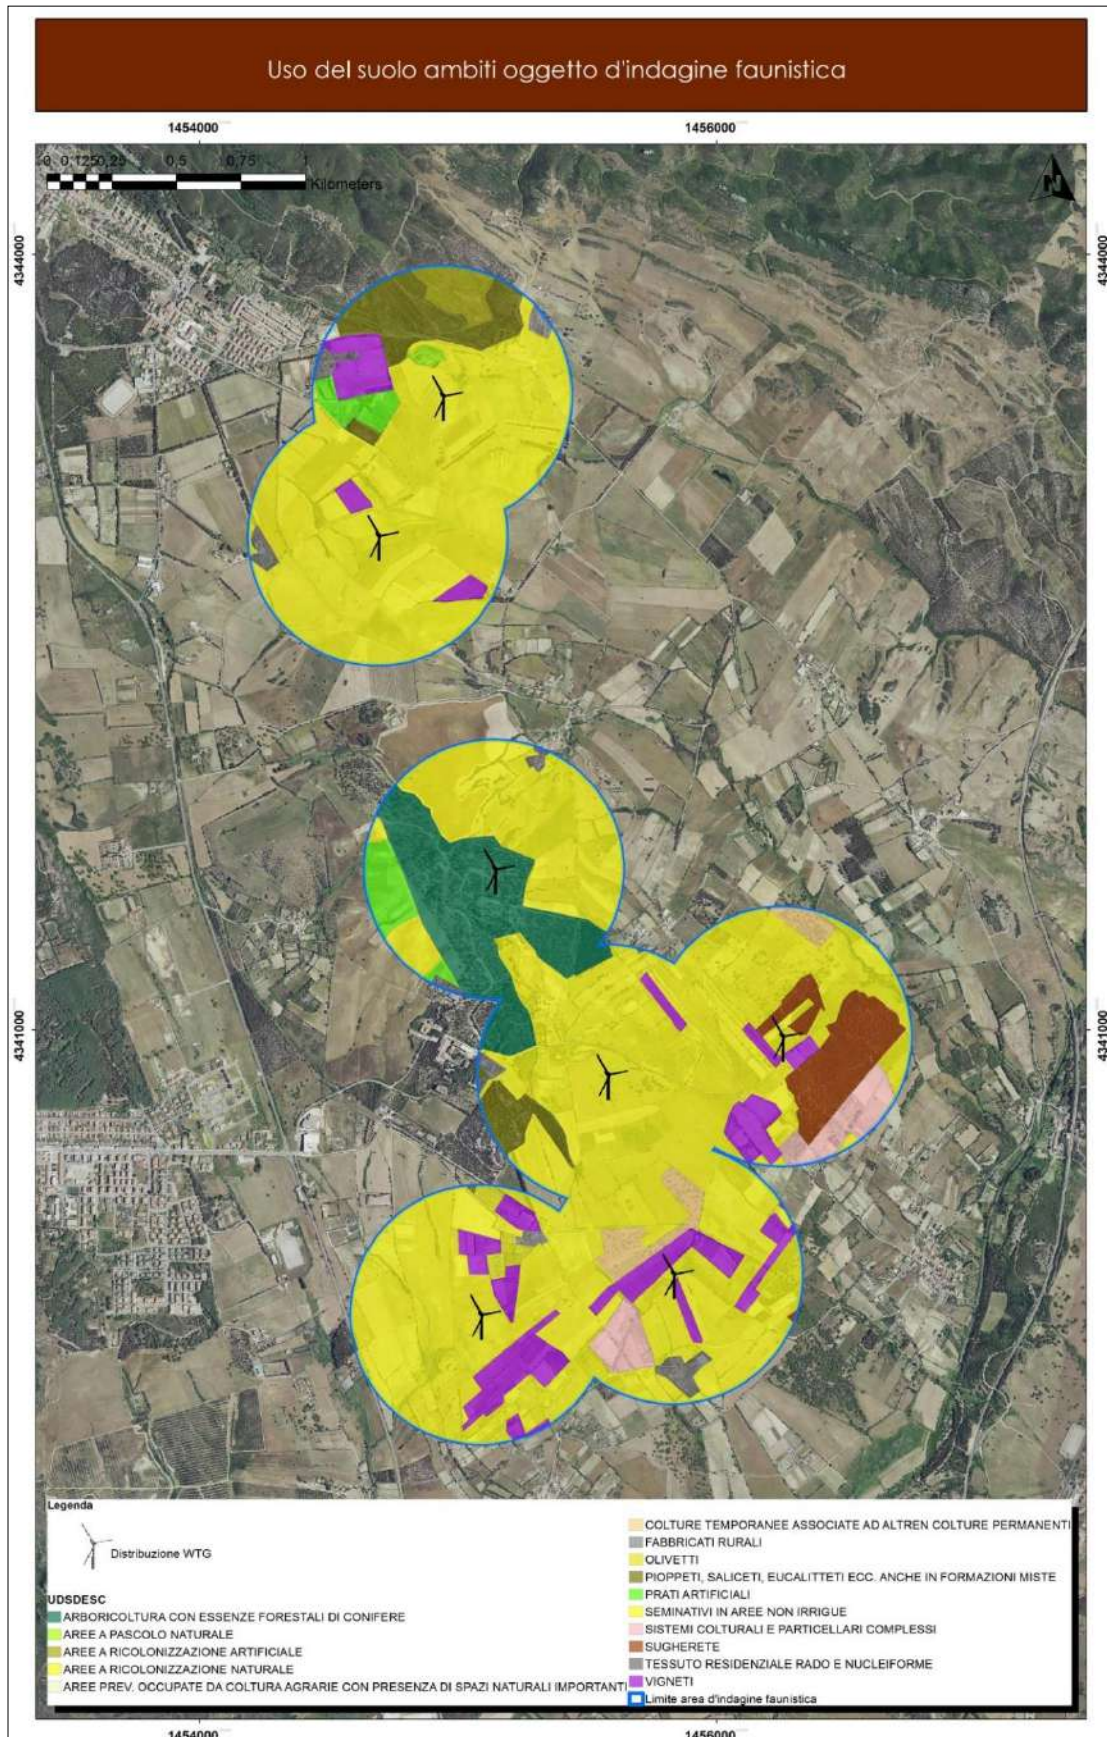 Uso del suolo ambiti oggetto d'indagine faunistica
1454000
1456000
0 0,1250,25 0,5 0,75 1
Kilometers
N
4344000
4344000
4341000
4341000
Legenda
Distribuzione WTG
UDSDESC
ARBORICOLTURA CON ESSENZE FORESTALI DI CONIFERE
AREE A PASCOLO NATURALE
AREE A RICOLONIZZAZIONE ARTIFICIALE
AREE A RICOLONIZZAZIONE NATURALE
AREE PREV. OCCUPATE DA COLTURA AGRARIE CON PRESENZA DI SPAZI NATURALI IMPORTANTI
COLTURE TEMPORANEE ASSOCIATE AD ALTREN COLTURE PERMANENTI
FABBRICATI RURALI
OLIVETTI
PIOPPETI, SALICETI, EUCALITTETI ECC. ANCHE IN FORMAZIONI MISTE
PRATI ARTIFICIALI
SEMINATIVI IN AREE NON IRRIGUE
SISTEMI COLTURALI E PARTICELLARI COMPLESSI
SUGHERETE
TESSUTO RESIDENZIALE RADO E NUCLEIFORME
VIGNETI
Limite area d'indagine faunistica
1454000
1456000